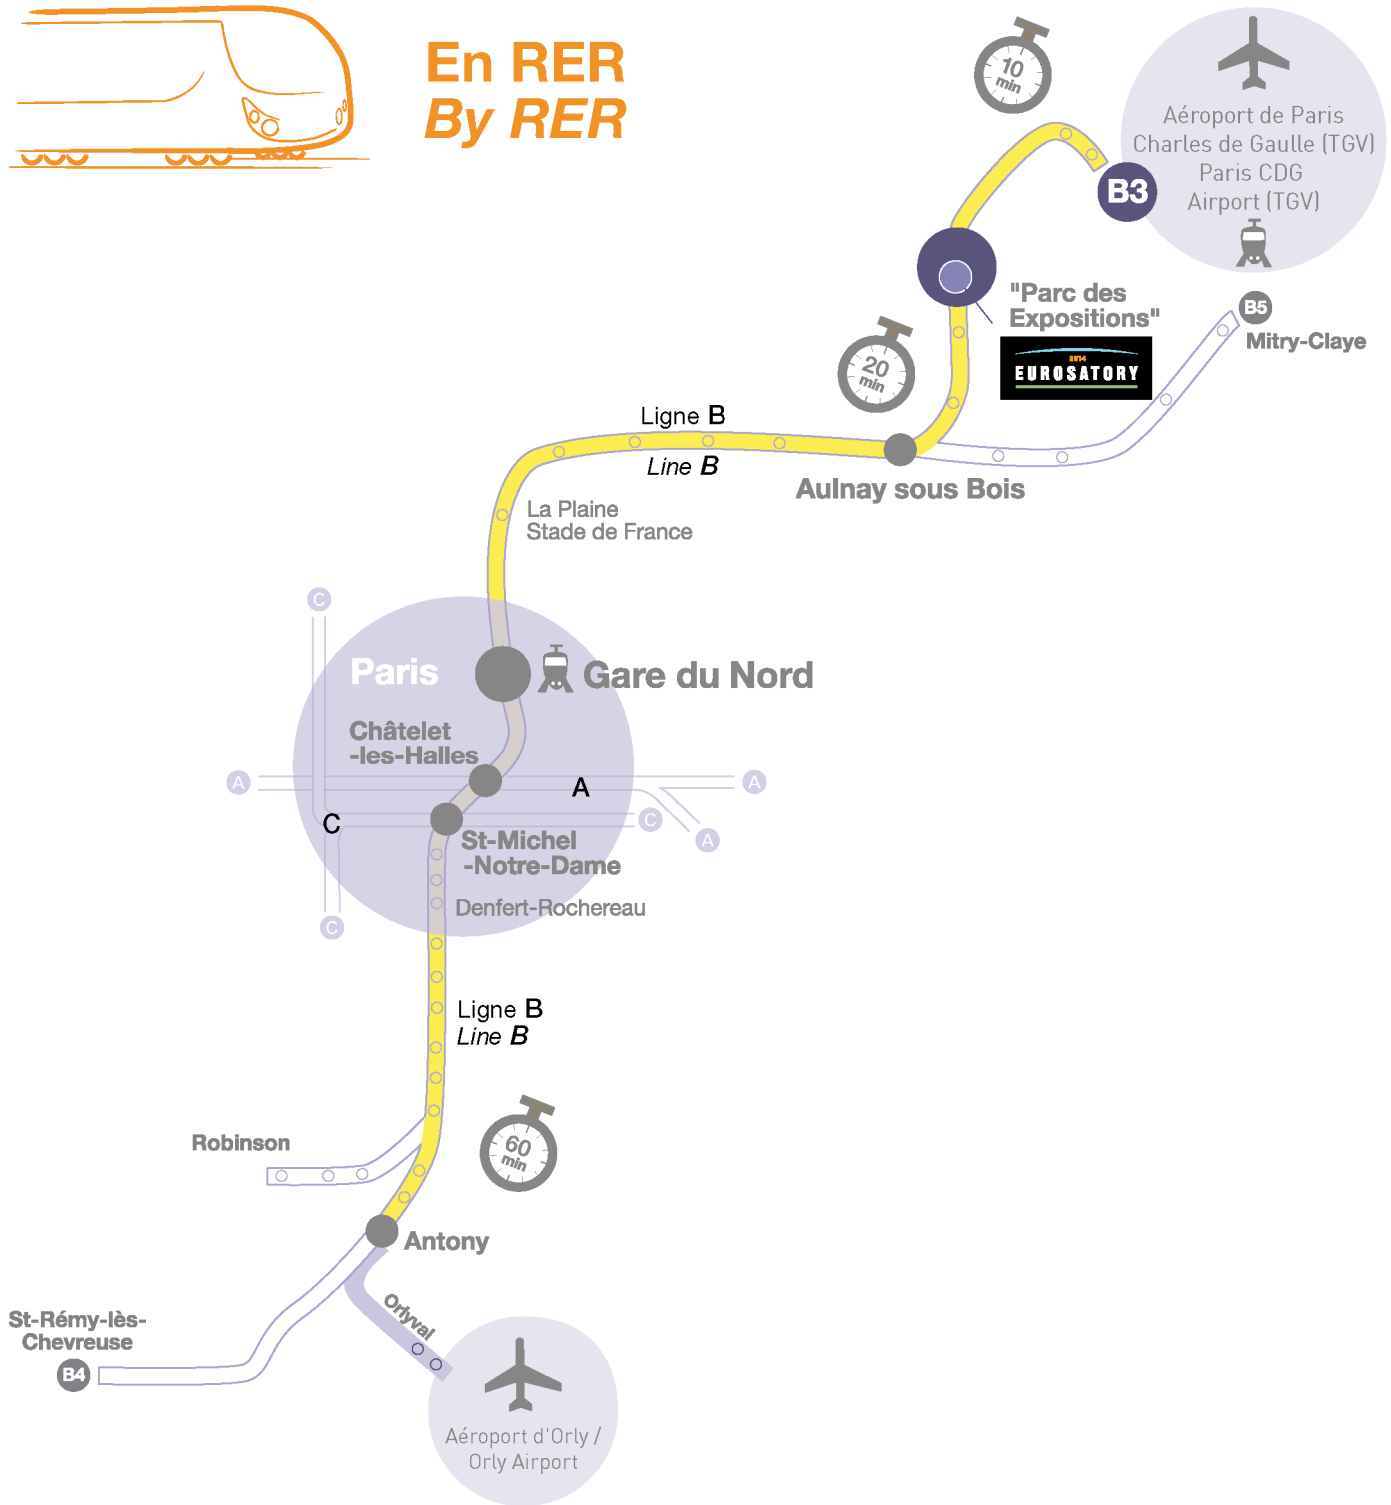 En RER
By RER
10
min
Aéroport de Paris
Charles de Gaulle (TGV)
Paris CDG
Airport (TGV)
B3
"Parc des
Expositions"
2014
EUROSATORY
B5
Mitry-Claye
20
min
Ligne B
Line B
Aulnay sous Bois
La Plaine
Stade de France
C
Paris
Gare du Nord
Châtelet
-les-Halles
A
A
A
C
C
A
St-Michel
-Notre-Dame
Denfert-Rochereau
C
Ligne B
Line B
60
min
Robinson
Antony
Orlyval
St-Rémy-lès-
Chevreuse
B4
Aéroport d'Orly /
Orly Airport